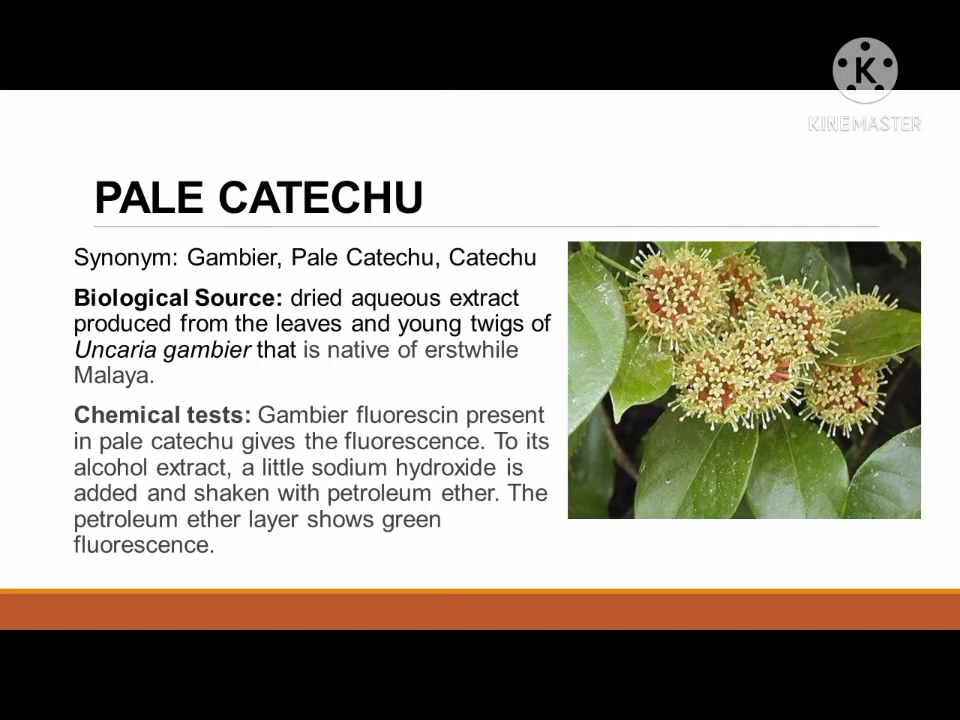 K
KINEMASTER
PALE CATECHU
Synonym: Gambier, Pale Catechu, Catechu
Biological Source: dried aqueous extract
produced from the leaves and young twigs of
Uncaria gambier that is native of erstwhile
Malaya.
Chemical tests: Gambier fluorescin present
in pale catechu gives the fluorescence. To its
alcohol extract, a little sodium hydroxide is
added and shaken with petroleum ether. The
petroleum ether layer shows green
fluorescence.